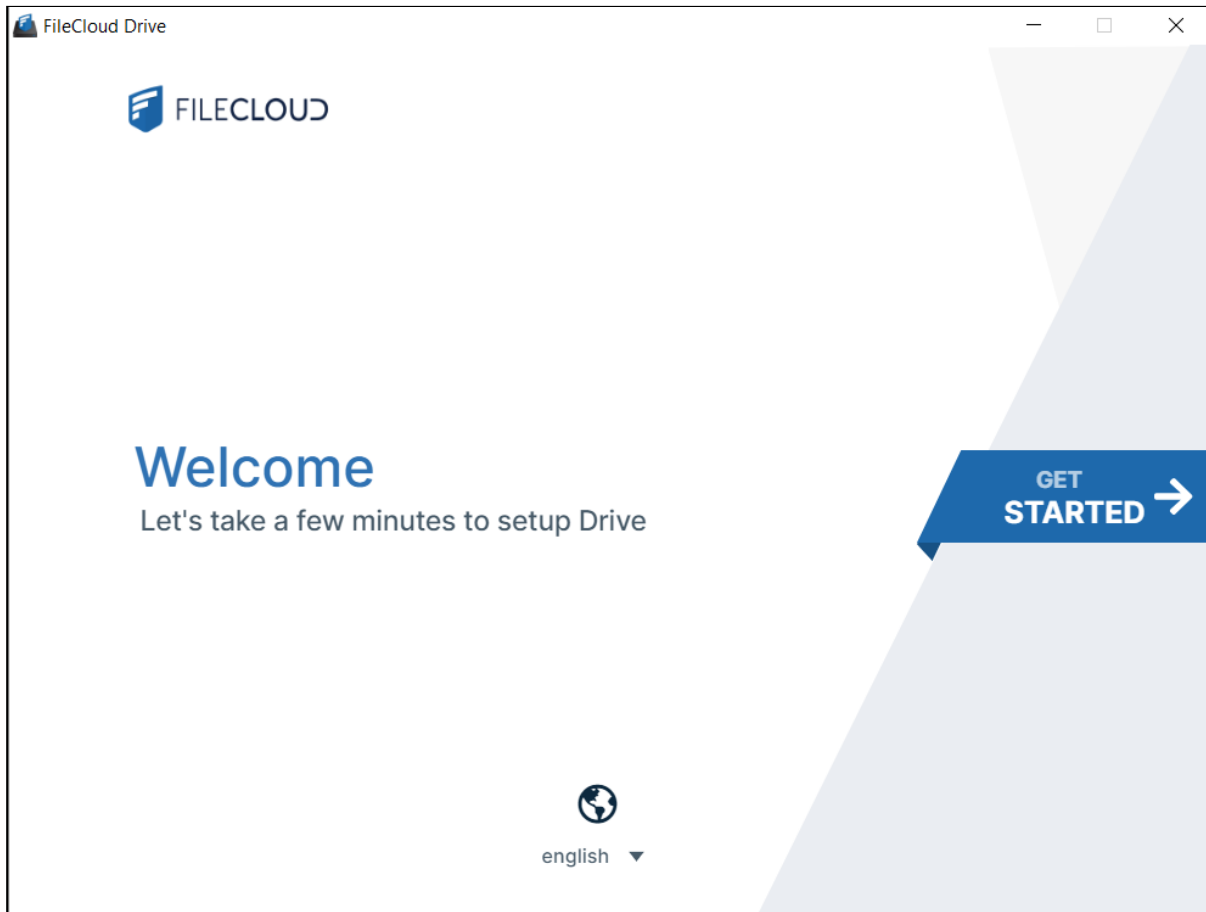 FileCloud Drive
FILECLOUD
Welcome
Let's take a few minutes to setup Drive
GET
STARTED
english